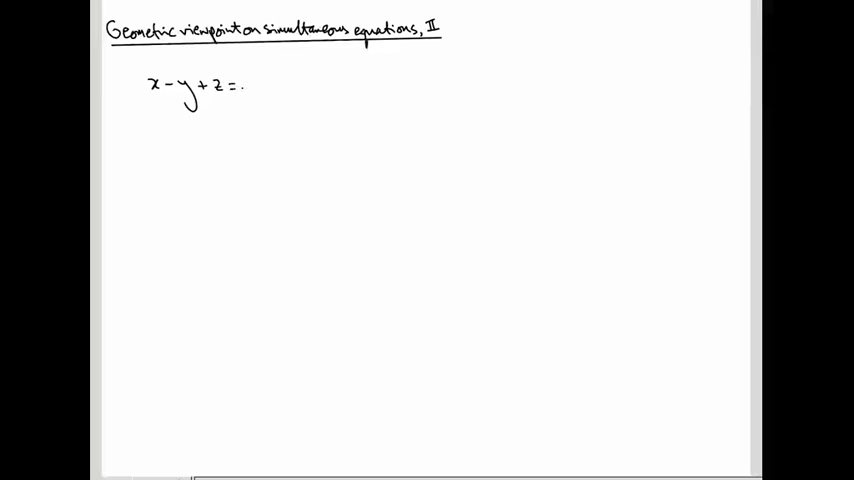 Geometric viewpoint on simultaneous equations, II
x - y + z =